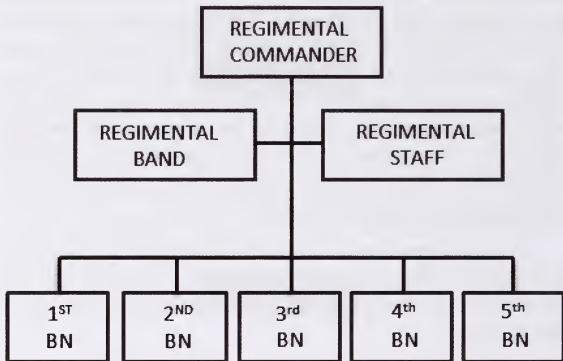 REGIMENTAL
COMMANDER
REGIMENTAL
BAND
REGIMENTAL
STAFF
1ST
BN
2ND
BN
3rd
BN
4th
BN
5th
BN